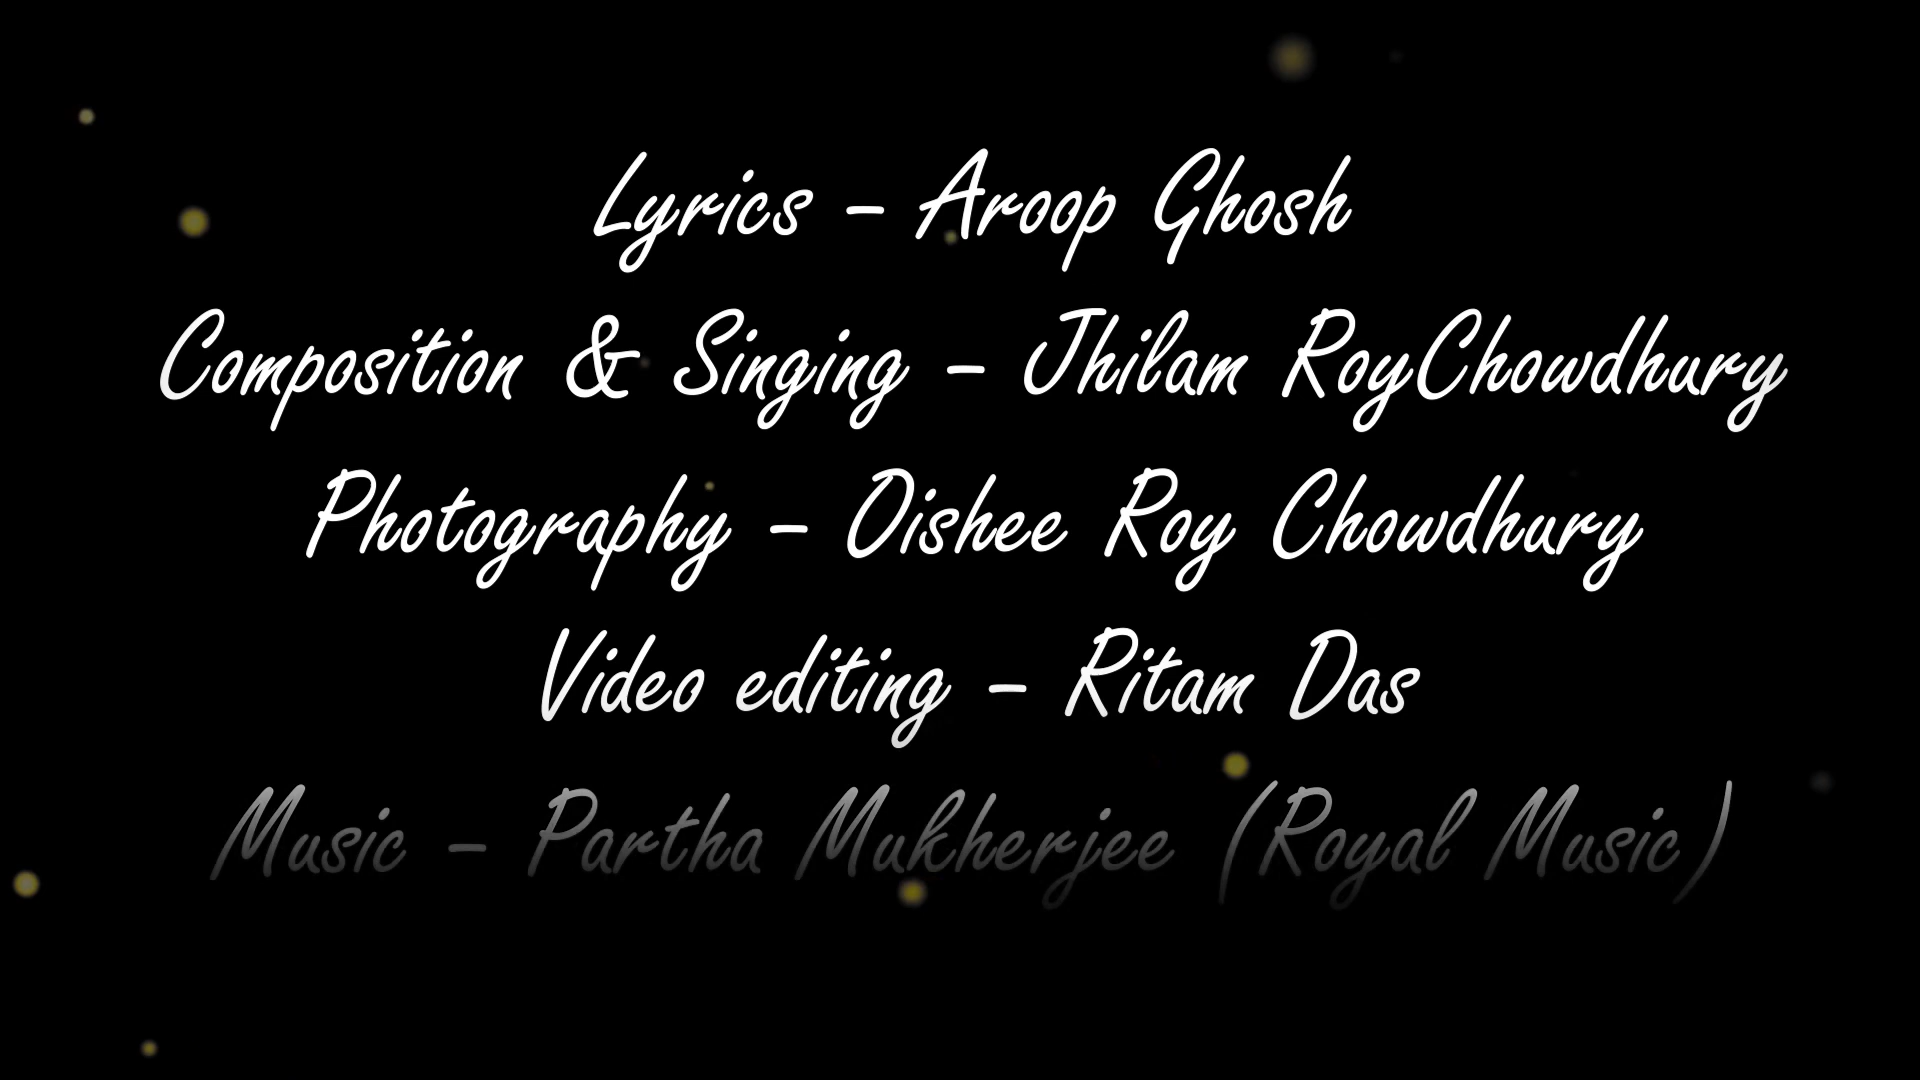 Lyrics - Aroop Ghosh
Composition & Singing - Jhilam RoyChowdhury
Photography - Oishee Roy Chowdhury
Video editing - Ritam Das
Music - Partha Mukherjee (Royal Music)